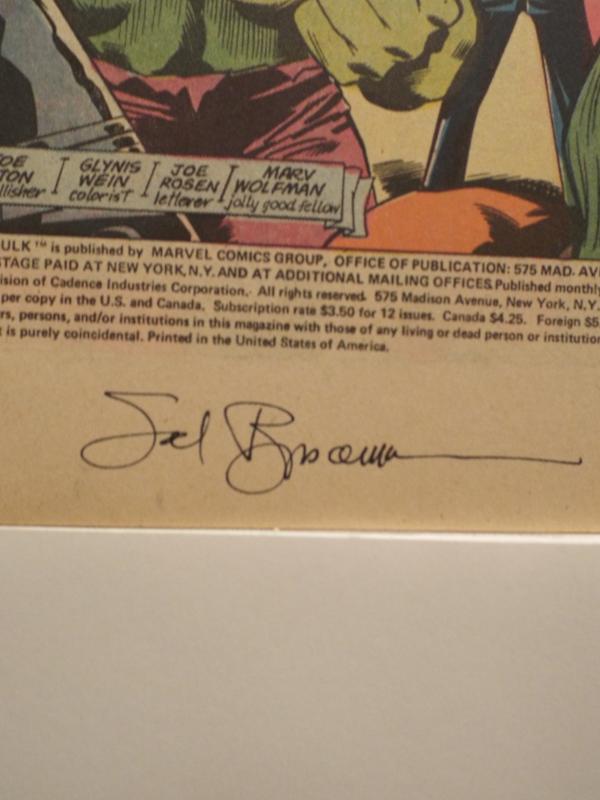 JOE GLYNIS JOE MARV
TON WEIN ROSEN WOLFMAN
llisher colorist letterer jolly good fellow
ULK™ is published by MARVEL COMICS GROUP, OFFICE OF PUBLICATION: 575 MAD. AV
STAGE PAID AT NEW YORK, N.Y. AND AT ADDITIONAL MAILING OFFICES. Published monthly
ision of Cadence Industries Corporation. All rights reserved. 575 Madison Avenue, New York, N.Y.
per copy in the U.S. and Canada. Subscription rate $3.50 for 12 issues. Canada $4.25. Foreign $5
rs, persons, and/or institutions in this magazine with those of any living or dead person or institution
t is purely coincidental. Printed in the United States of America.
Sal Buscema